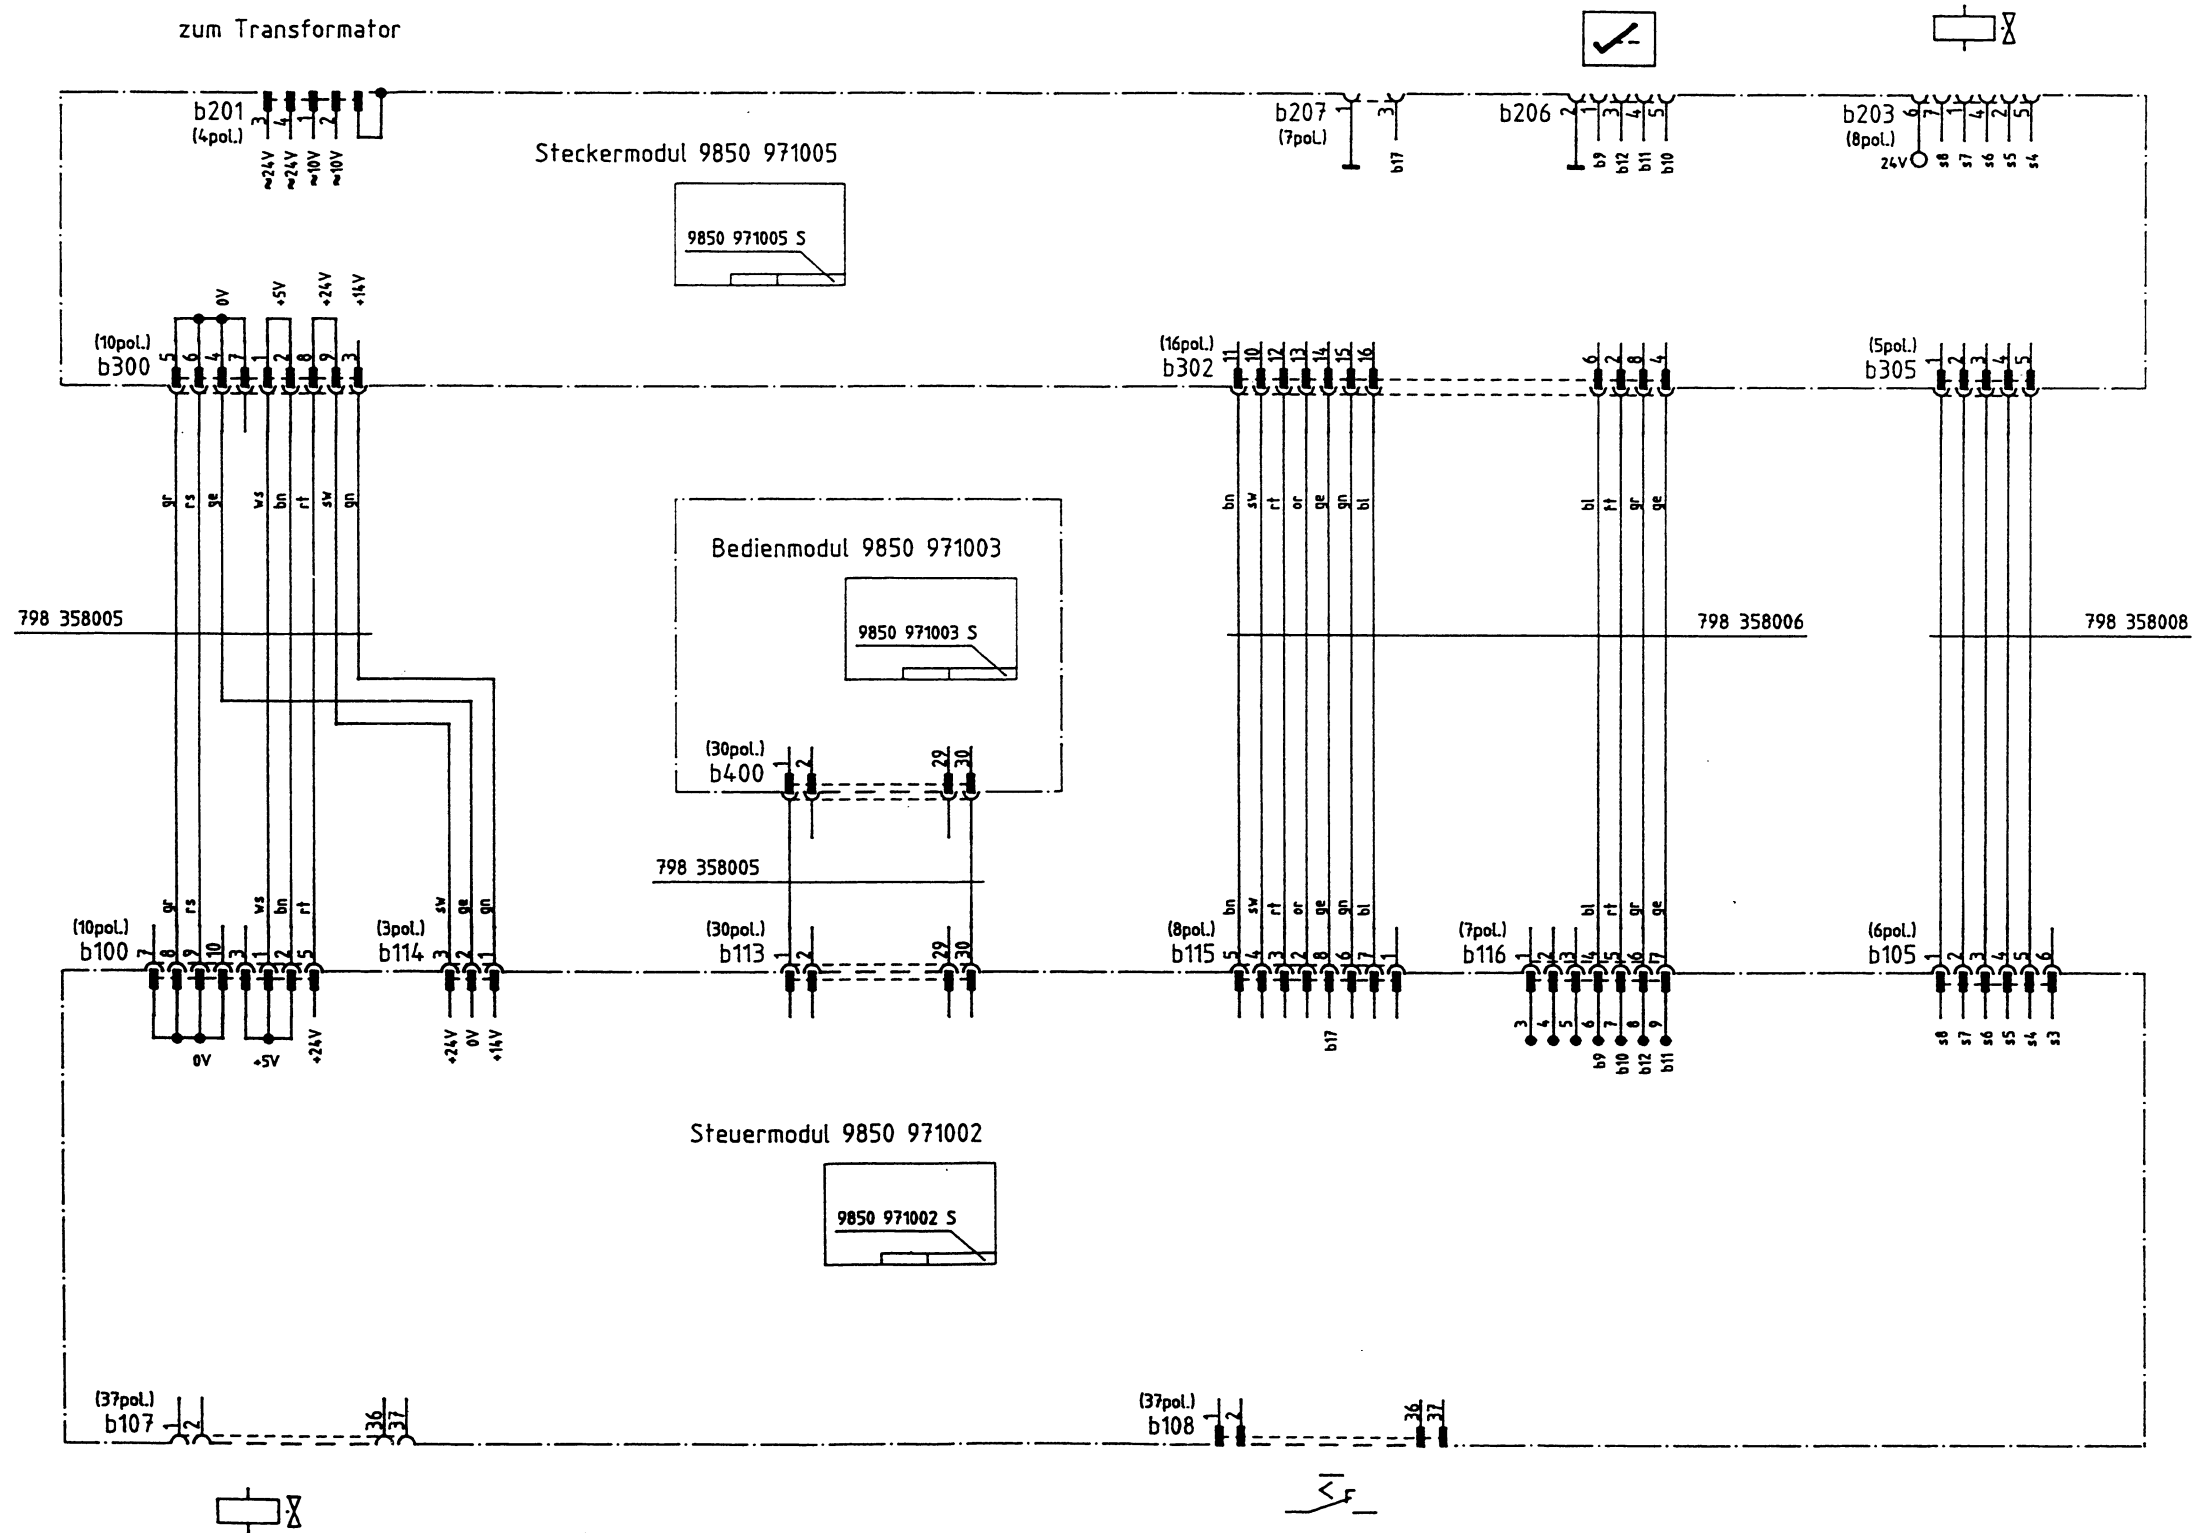 zum Transformator
b201
(4pol.)
3 4 1 2
≈24V ≈24V ≈10V ≈10V
Steckermodul 9850 971005
9850 971005 S
b207
(7pol.)
1 3
b17
b206
2 1 3 4 5
b9 b12 b11 b10
b203
(8pol.)
6 7 1 4 2 5
24V s8 s7 s6 s5 s4
0V +5V +24V +14V
(10pol.)
b300
5 6 4 7 1 2 8 9 3
(16pol.)
b302
11 10 12 13 14 15 16
6 2 8 4
(5pol.)
b305
1 2 3 4 5
gr rs ge ws bn rt sw gn
bn sw rt or ge gn bl
bl rt gr ge
Bedienmodul 9850 971003
9850 971003 S
798 358005
798 358006
798 358008
(30pol.)
b400
1 2 29 30
798 358005
gr rs ws bn rt
sw ge gn
bn sw rt or ge gn bl
bl rt gr ge
(10pol.)
b100
7 8 9 10 3 1 2 5
0V +5V +24V
(3pol.)
b114
3 2 1
+24V 0V +14V
(30pol.)
b113
1 2 29 30
(8pol.)
b115
5 4 3 2 8 6 7 1
b17
(7pol.)
b116
1 2 3 4 5 6 7
3 4 5 6 7 8 9
b9 b10 b12 b11
(6pol.)
b105
1 2 3 4 5 6
s8 s7 s6 s5 s4 s3
Steuermodul 9850 971002
9850 971002 S
(37pol.)
b107
1 2 36 37
(37pol.)
b108
1 2 36 37